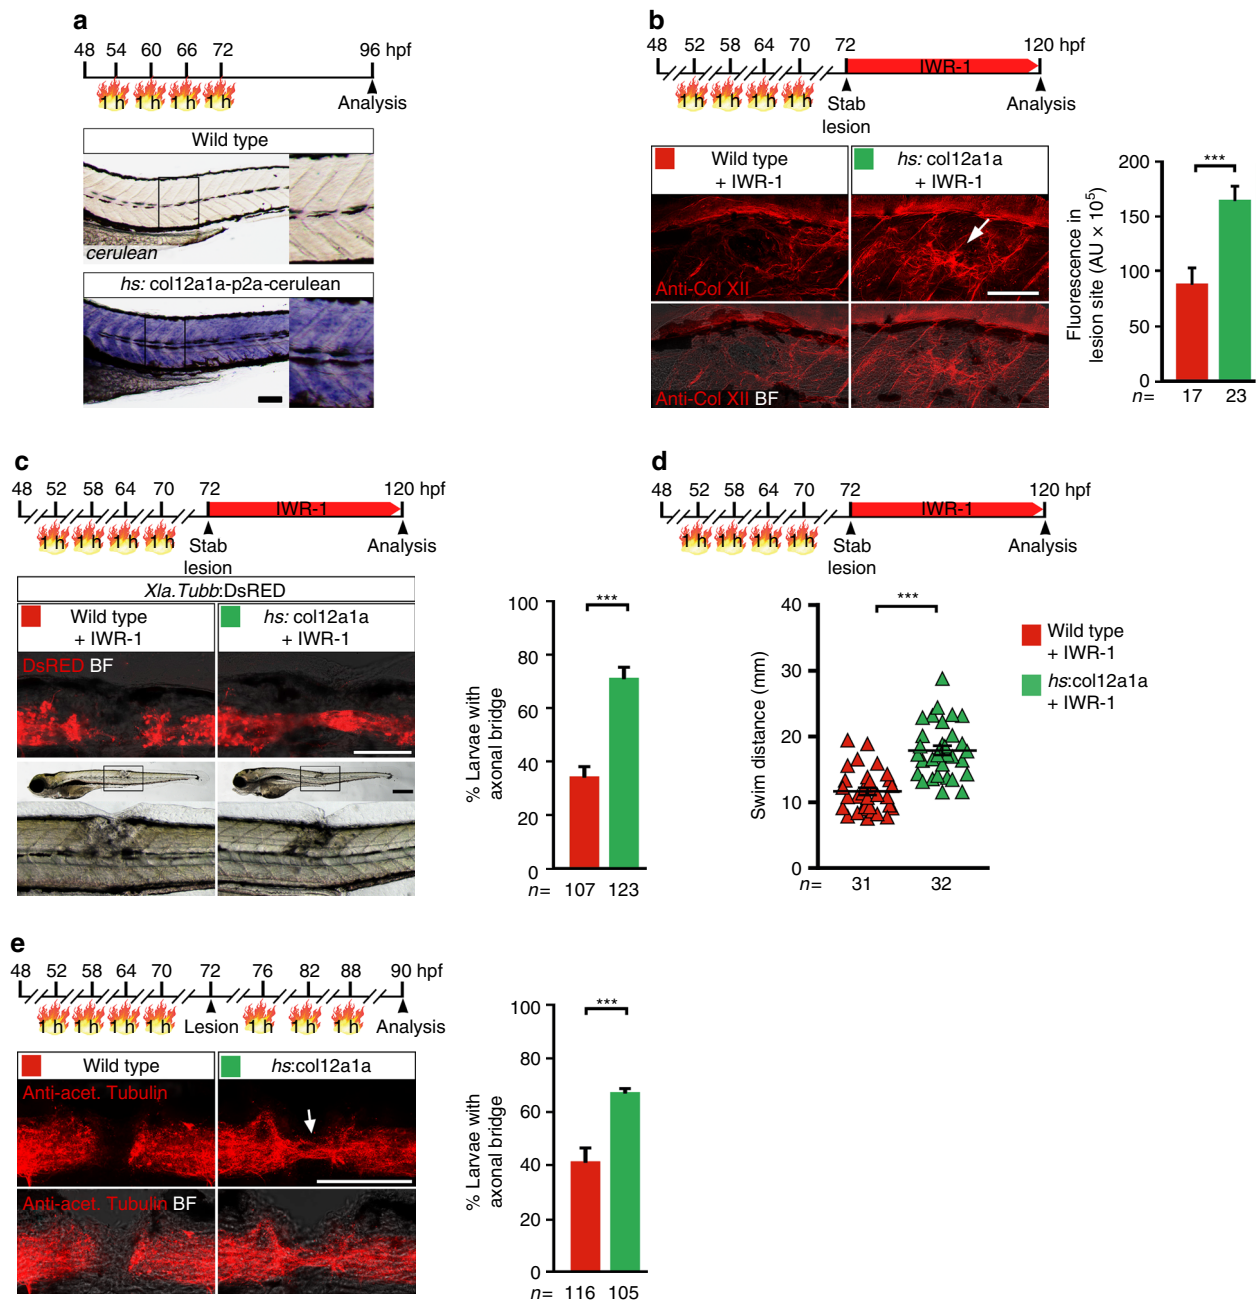 a
48 54 60 66 72 96 hpf
1 h 1 h 1 h 1 h
Analysis
Wild type
cerulean
hs: col12a1a-p2a-cerulean
b
48 52 58 64 70 72 120 hpf
IWR-1
1 h 1 h 1 h 1 h
Stab lesion
Analysis
Wild type + IWR-1
hs: col12a1a + IWR-1
Anti-Col XII
Anti-Col XII BF
Fluorescence in lesion site (AU × 10⁵)
200
150
100
50
0
***
n= 17 23
c
48 52 58 64 70 72 120 hpf
IWR-1
1 h 1 h 1 h 1 h
Stab lesion
Analysis
Xla.Tubb:DsRED
Wild type + IWR-1
hs: col12a1a + IWR-1
DsRED BF
% Larvae with axonal bridge
100
80
60
40
20
0
***
n= 107 123
d
48 52 58 64 70 72 120 hpf
IWR-1
1 h 1 h 1 h 1 h
Stab lesion
Analysis
Swim distance (mm)
40
30
20
10
0
***
n= 31 32
Wild type + IWR-1
hs:col12a1a + IWR-1
e
48 52 58 64 70 72 76 82 88 90 hpf
1 h 1 h 1 h 1 h Lesion 1 h 1 h 1 h Analysis
Wild type
hs:col12a1a
Anti-acet. Tubulin
Anti-acet. Tubulin BF
% Larvae with axonal bridge
100
80
60
40
20
0
***
n= 116 105